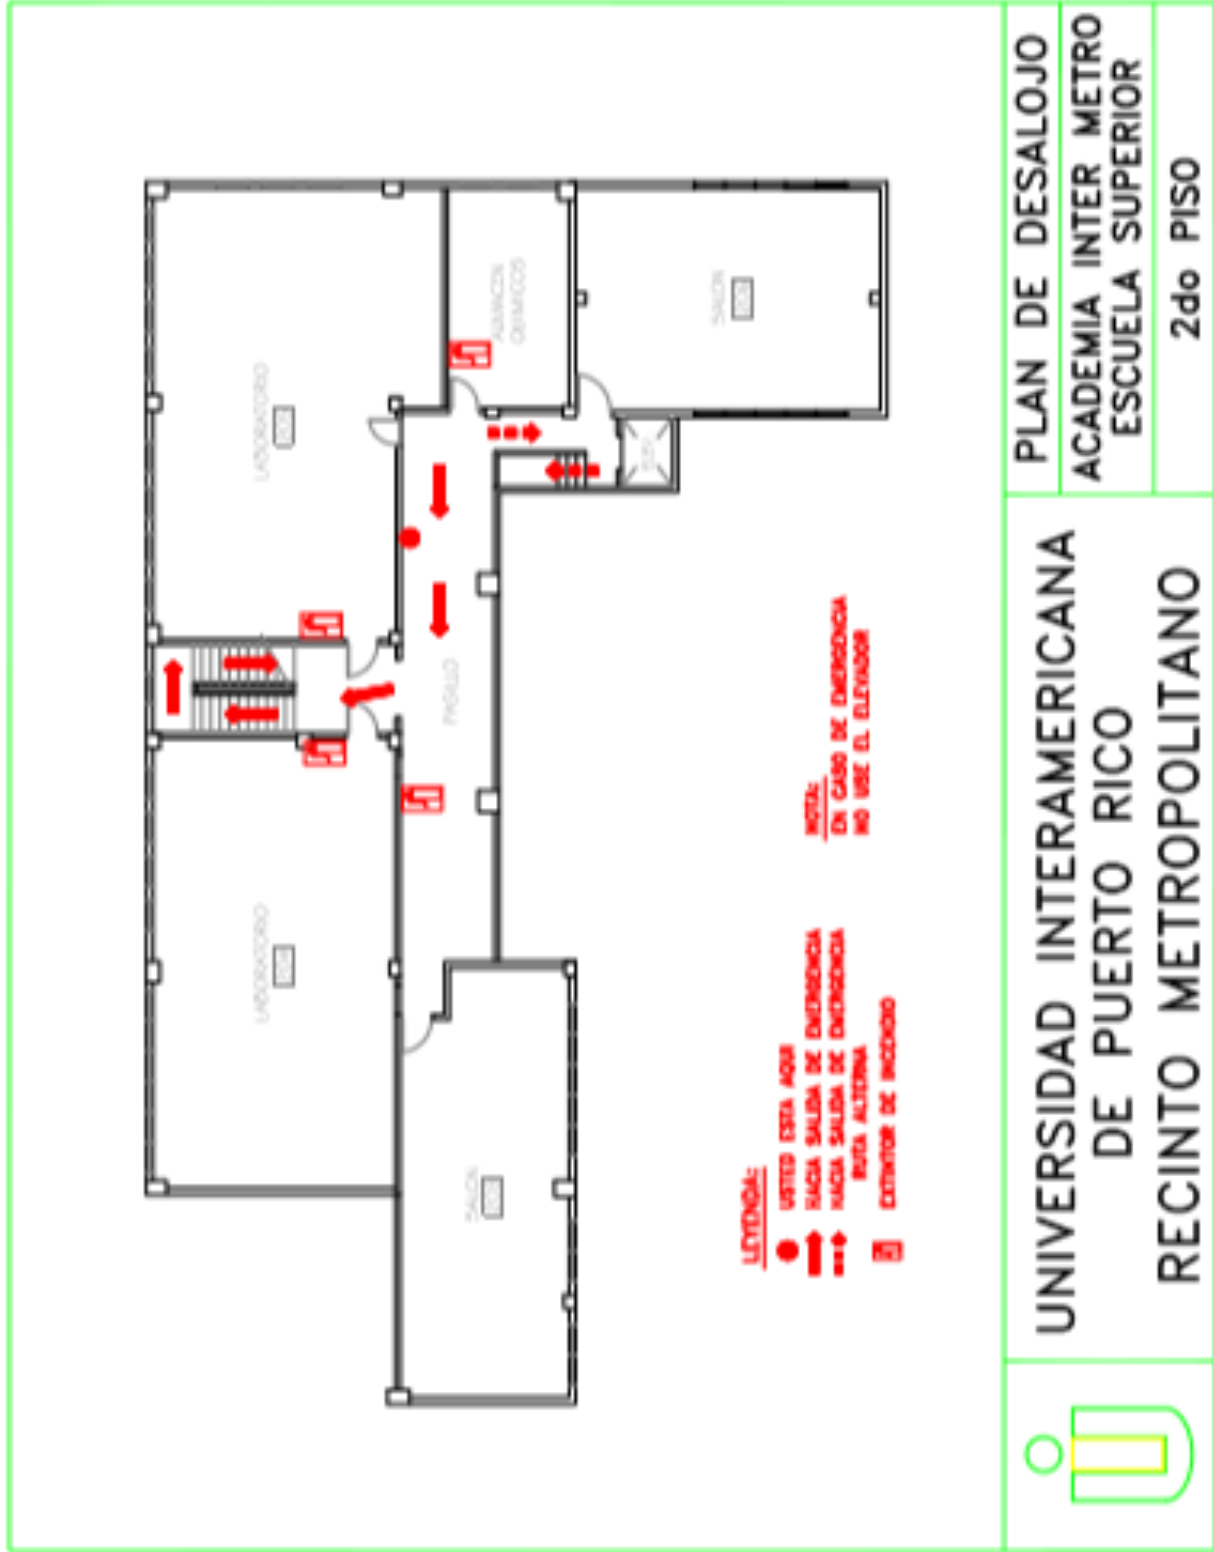 LABORATORIO
LABORATORIO
ALMACEN
QUIMICOS
SALON
PASILLO
SALON
LEYENDA:
USTED ESTA AQUI
HACIA SALIDA DE EMERGENCIA
HACIA SALIDA DE EMERGENCIA
RUTA ALTERNA
EXTINTOR DE INCENDIO
NOTA:
EN CASO DE EMERGENCIA
NO USE EL ELEVADOR
UNIVERSIDAD INTERAMERICANA
DE PUERTO RICO
RECINTO METROPOLITANO
PLAN DE DESALOJO
ACADEMIA INTER METRO
ESCUELA SUPERIOR
2do PISO